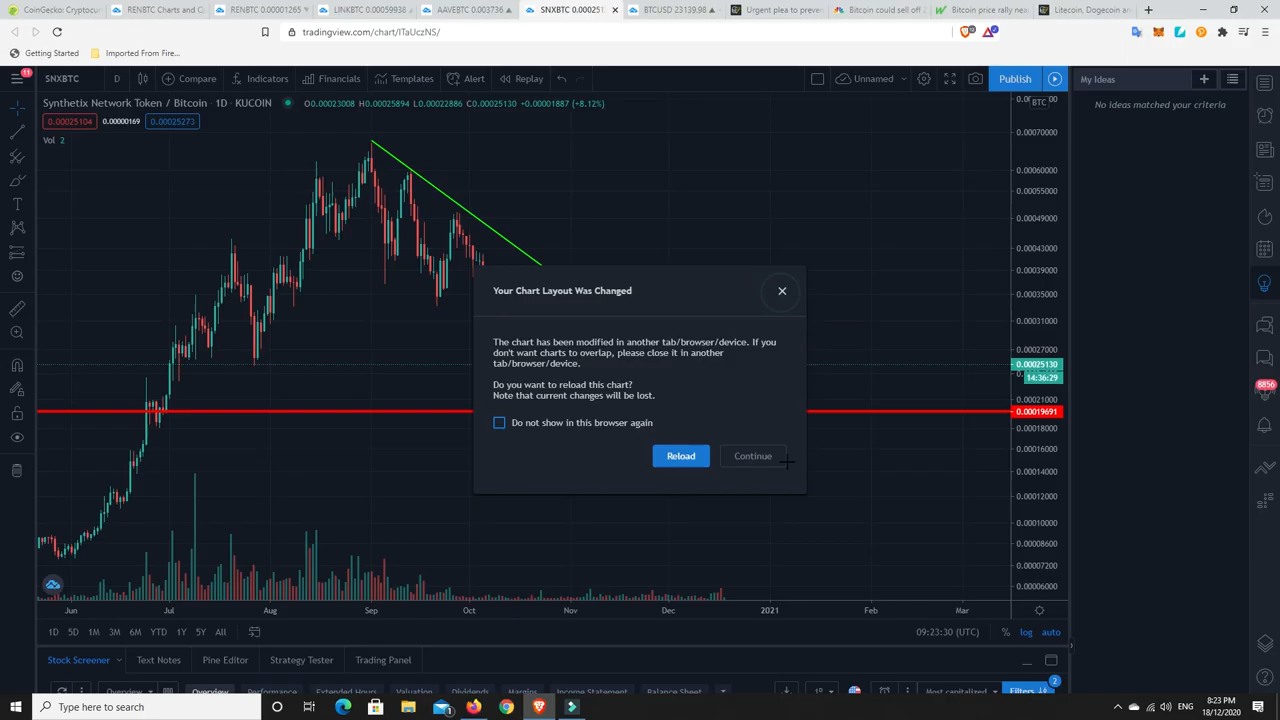 CoinGecko: Cryptocu
RENBTC Charts and Q
RENBTC 0.00001265
LINKBTC 0.00059938
AAVEBTC 0.003736
SNXBTC 0.000251
BTCUSD 23139.98
Urgent plea to preven
Bitcoin could sell off 2
Bitcoin price rally nea
Litecoin, Dogecoin an
tradingview.com/chart/ITaUczN/
Getting Started
Imported From Fire...
11
SNXBTC
D
Compare
Indicators
Financials
Templates
Alert
Replay
Unnamed
Publish
My Ideas
Synthetix Network Token / Bitcoin · 1D · KUCOIN
O0.00023008 H0.00025894 L0.00022886 C0.00025130 +0.00001887 (+8.12%)
BTC
No ideas matched your criteria
0.00025104
0.00000169
0.00025273
Vol 2
0.00070000
0.00060000
0.00055000
0.00049000
0.00043000
0.00039000
0.00035000
0.00031000
0.00027000
0.00025130
14:36:29
0.00021000
0.00019691
0.00018000
0.00016000
0.00014000
0.00012000
0.00010000
0.00008600
0.00007200
0.00006000
Your Chart Layout Was Changed
The chart has been modified in another tab/browser/device. If you
don't want charts to overlap, please close it in another
tab/browser/device.
Do you want to reload this chart?
Note that current changes will be lost.
Do not show in this browser again
Reload
Continue
8856
Jun
Jul
Aug
Sep
Oct
Nov
Dec
2021
Feb
Mar
1D
5D
1M
3M
6M
YTD
1Y
5Y
All
09:23:30 (UTC)
%
log
auto
Stock Screener
Text Notes
Pine Editor
Strategy Tester
Trading Panel
2
Overview
Overview
Performance
Extended Hours
Valuation
Dividends
Margins
Income Statement
Balance Sheet
Most capitalized
Filters
Type here to search
8:23 PM
18/12/2020